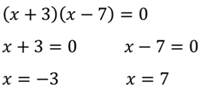 (x + 3)(x − 7) = 0
x + 3 = 0 x − 7 = 0
x = −3 x = 7